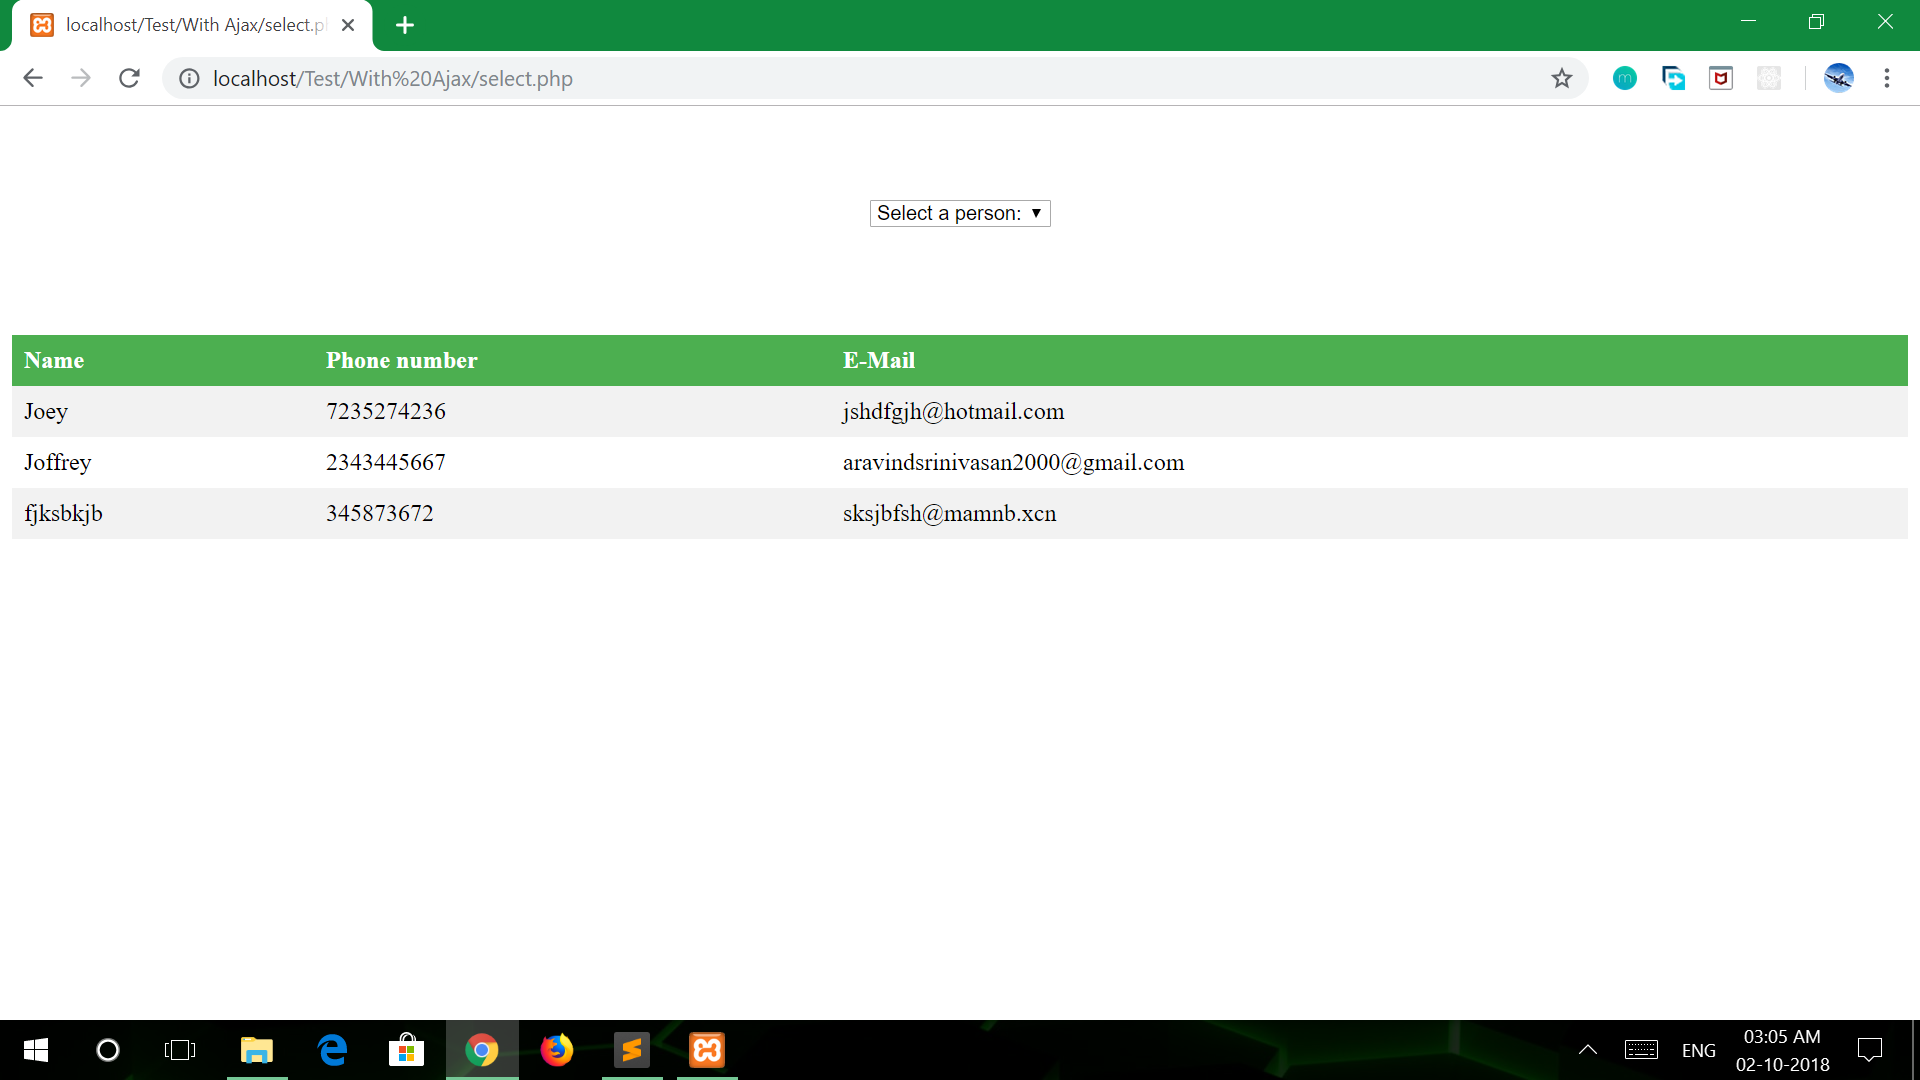 localhost/Test/With Ajax/select.p
localhost/Test/With%20Ajax/select.php
m
Select a person:
Name Phone number E-Mail
Joey 7235274236 jshdfgjh@hotmail.com
Joffrey 2343445667 aravindsrinivasan2000@gmail.com
fjksbkjb 345873672 sksjbfsh@mamnb.xcn
ENG
03:05 AM
02-10-2018